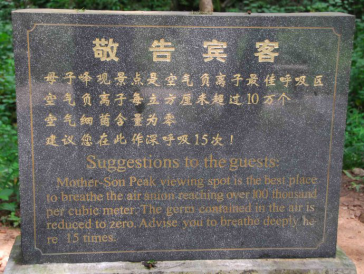 敬告宾客
母子峰观景点是空气负离子最佳呼吸区
空气负离子每立方厘米超过10万个
空气细菌含量为零
建议您在此作深呼吸15次！
Suggestions to the guests:
Mother-Son Peak viewing spot is the best place
to breathe the air anion reaching over 100 thousand
per cubic meter. The germ contained in the air is
reduced to zero. Advise you to breathe deeply he
re 15 times.